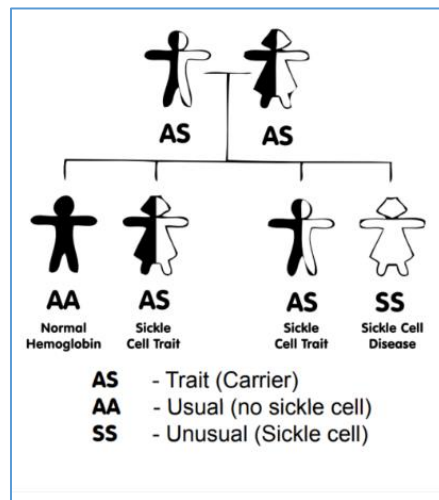 AS AS
AA AS AS SS
Normal Hemoglobin Sickle Cell Trait Sickle Cell Trait Sickle Cell Disease
AS - Trait (Carrier)
AA - Usual (no sickle cell)
SS - Unusual (Sickle cell)